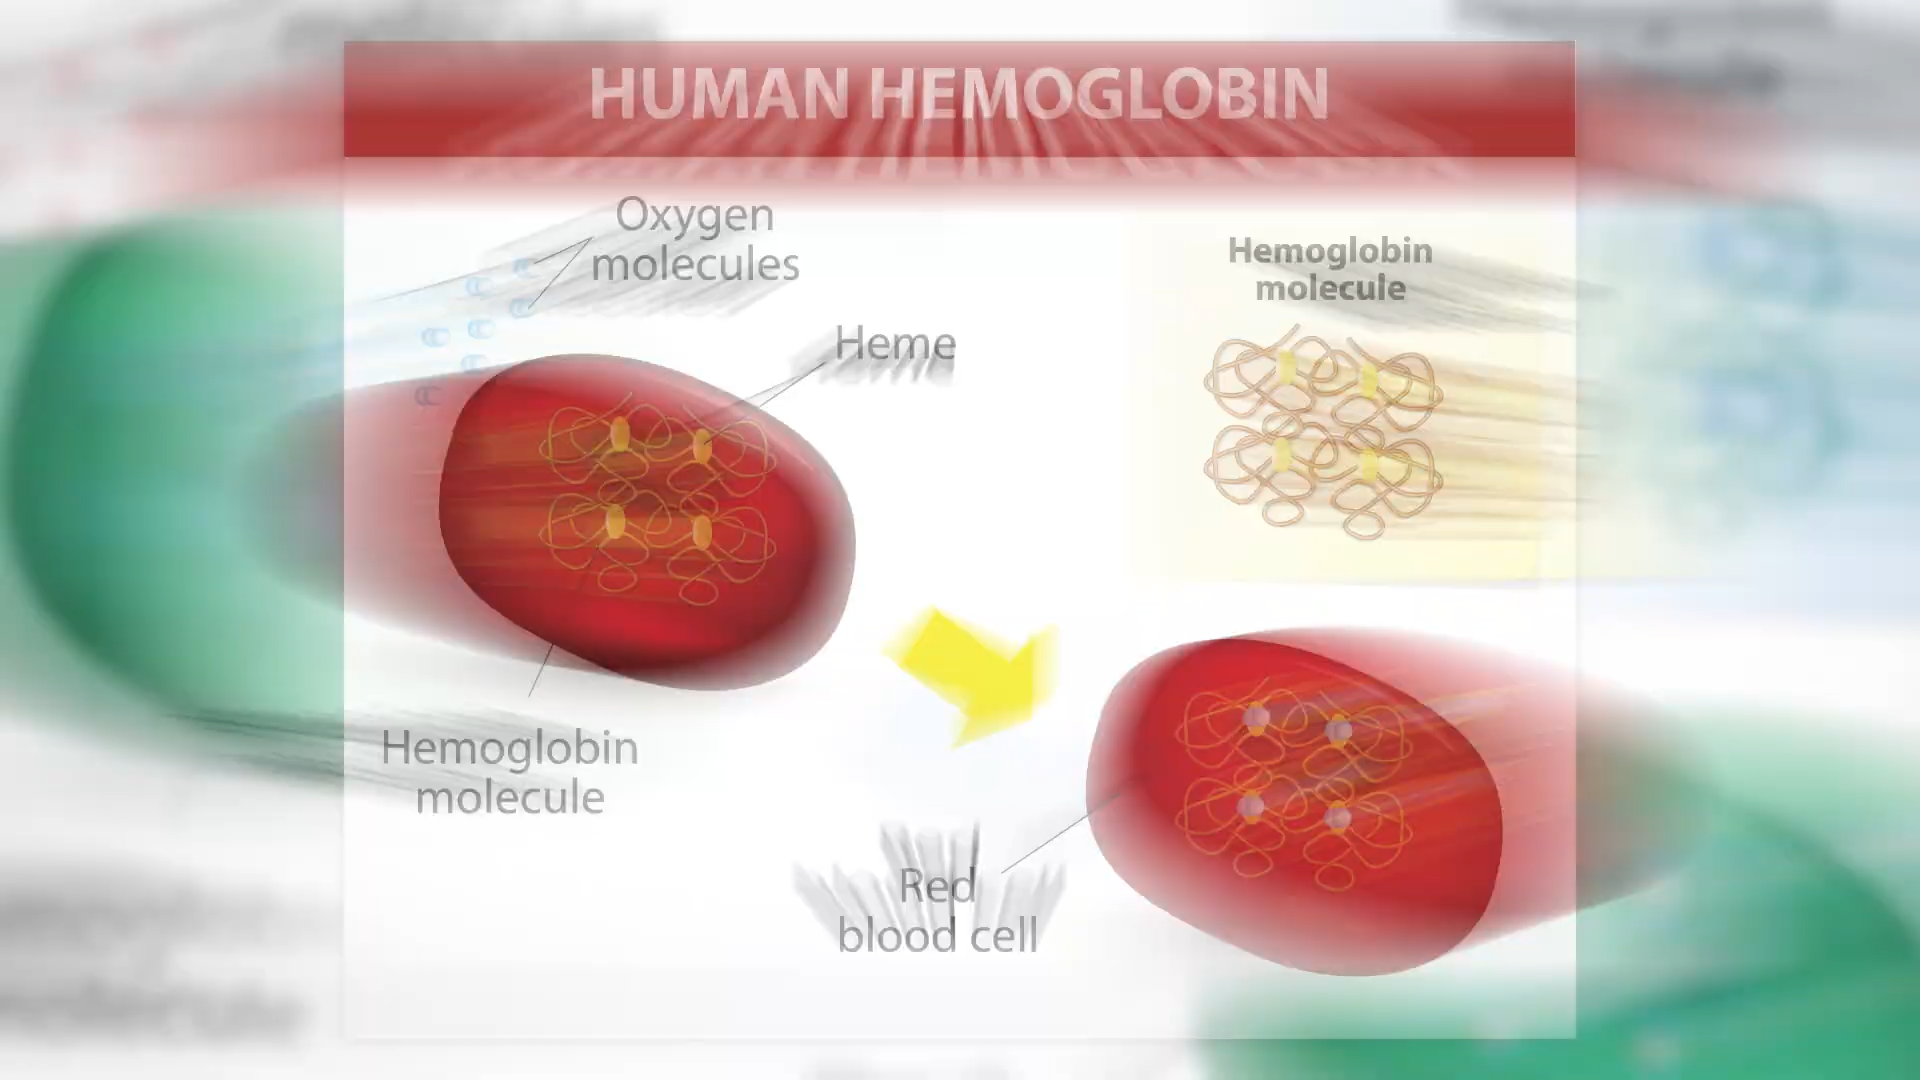 HUMAN HEMOGLOBIN
Oxygen
molecules
Hemoglobin
molecule
Heme
Hemoglobin
molecule
Red
blood cell